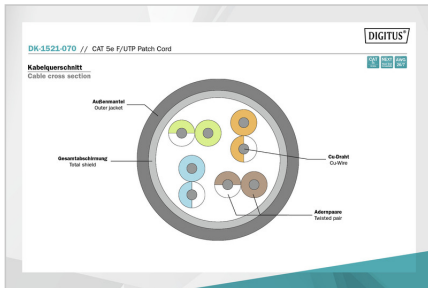 DIGITUS®
DK-1521-070 // CAT 5e F/UTP Patch Cord
Kabelquerschnitt
Cable cross section
Außenmantel
Outer jacket
Gesamtabschirmung
Total shield
Cu-Draht
Cu-Wire
Adernpaare
Twisted pair